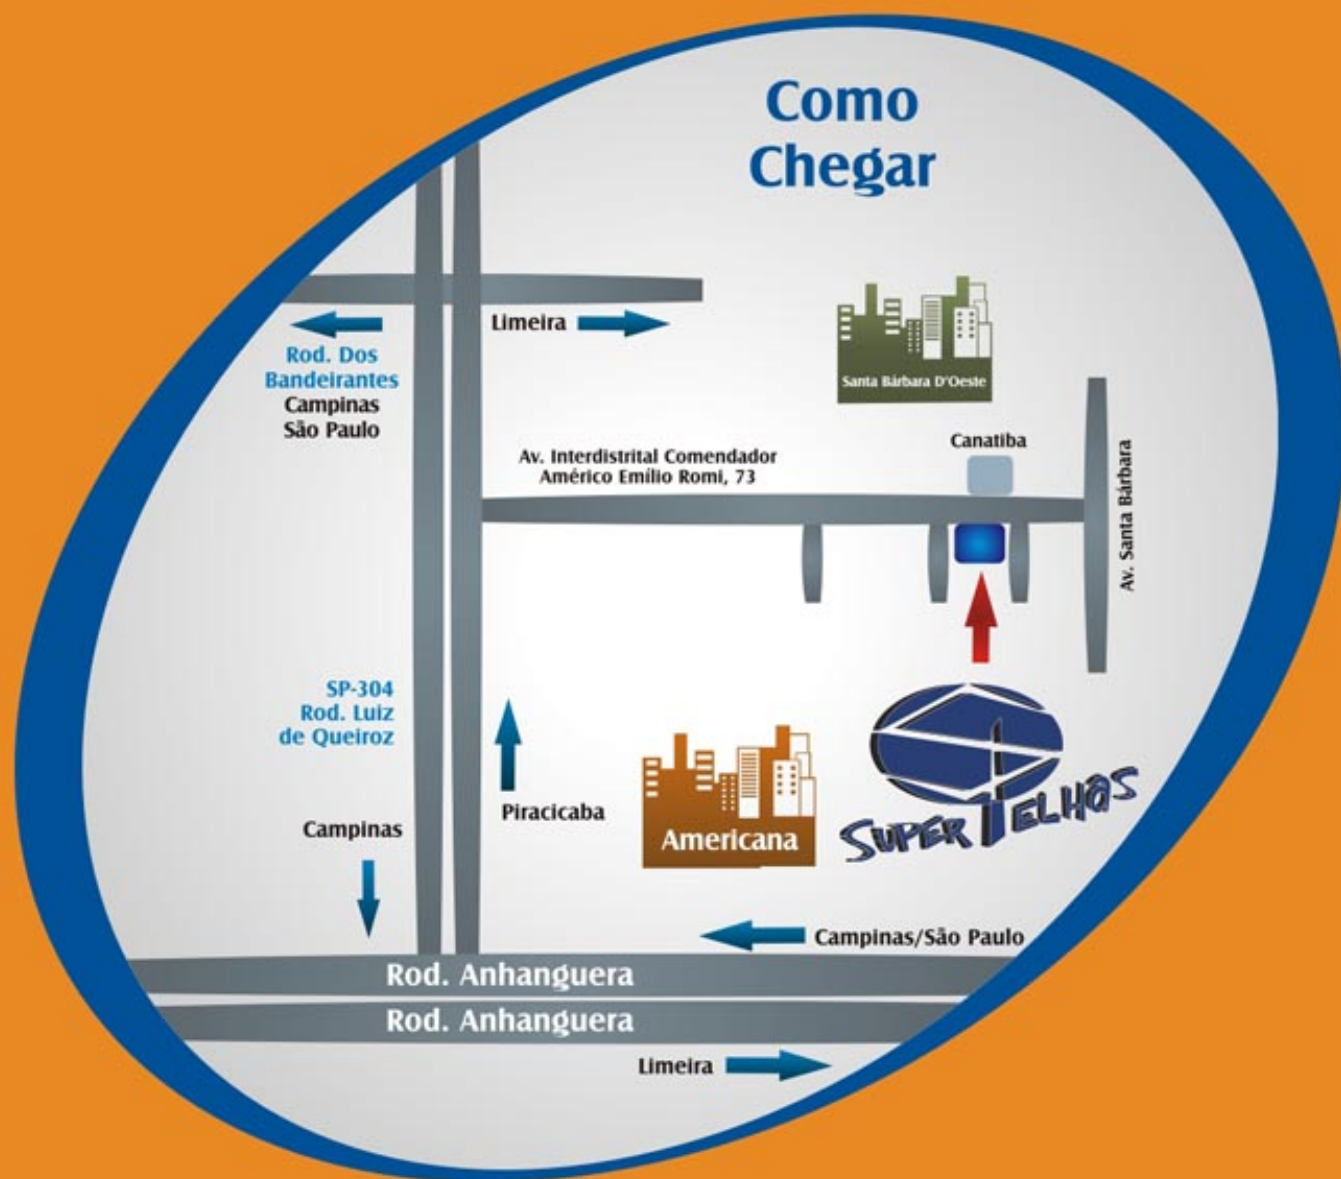 Como
Chegar
Limeira
Rod. Dos
Bandeirantes
Campinas
São Paulo
Santa Bárbara D'Oeste
Av. Interdistrital Comendador
Américo Emílio Romi, 73
Canatiba
Av. Santa Bárbara
SP-304
Rod. Luiz
de Queiroz
Piracicaba
Campinas
Americana
SUPER TELHAS
Campinas/São Paulo
Rod. Anhanguera
Rod. Anhanguera
Limeira